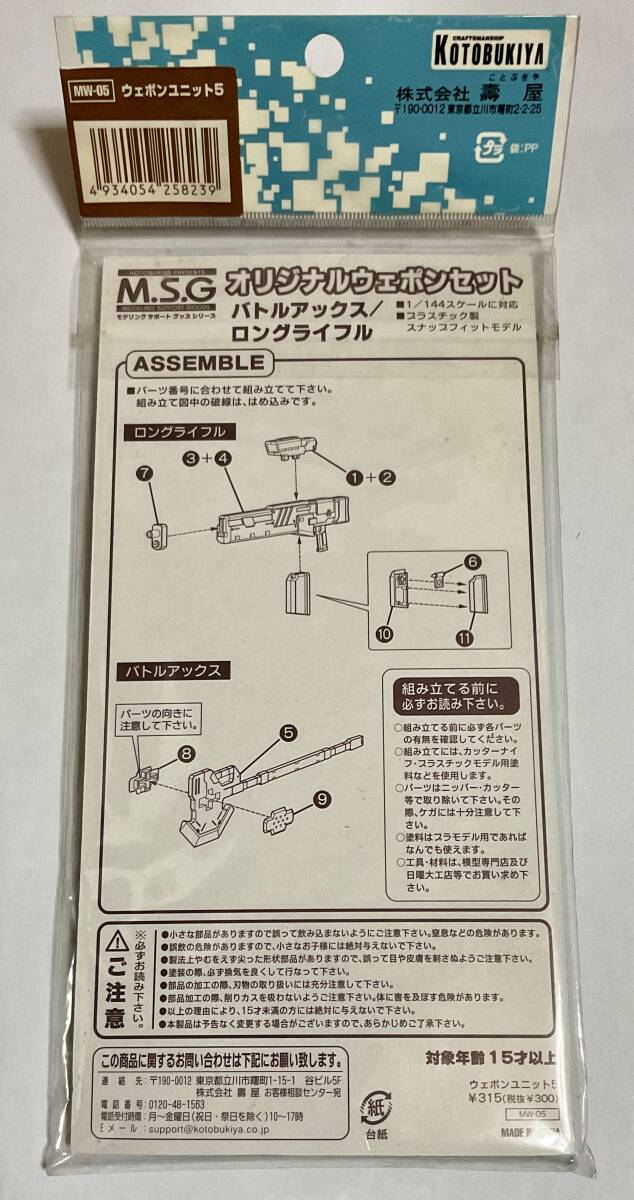 MW-05 ウェポンユニット5
4 934054 258239
CRAFTSMANSHIP
KOTOBUKIYA
ことぶきや
株式会社 壽 屋
〒190-0012 東京都立川市曙町2-2-25
プラ 袋:PP
KOTOBUKIYA PRESENTS
M.S.G
MODELING SUPPORT GOODS
モデリング サポート グッズ シリーズ
オリジナルウェポンセット
バトルアックス/
ロングライフル
■1/144スケールに対応
■プラスチック製
スナップフィットモデル
ASSEMBLE
■パーツ番号に合わせて組み立てて下さい。
組み立て図中の破線は、はめ込みです。
ロングライフル
③+④
①+②
⑦
⑥
⑩
⑪
バトルアックス
パーツの向きに
注意して下さい。
⑧
⑤
⑨
組み立てる前に
必ずお読み下さい。
○組み立てる前に必ず各パーツ
の有無を確認してください。
○組み立てには、カッターナイ
フ・プラスチックモデル用塗
料などを使用します。
○パーツはニッパー・カッター
等で取り除いて下さい。その
際、ケガには十分注意して下
さい。
○塗料はプラモデル用であれば
なんでも使えます。
○工具・材料は、模型専門店及び
日曜大工店等でお買い求め下
さい。
ご注意
※必ずお読み下さい。
●小さな部品がありますので誤って飲み込まないようにご注意下さい。窒息などの危険があります。
●誤飲の危険がありますので、小さなお子様には絶対与えないで下さい。
●製法上やむをえず尖った形状部品がありますので、誤って目や皮膚を刺さぬようご注意下さい。
●塗装の際、必ず換気を良くして行なって下さい。
●部品の加工の際、刃物の取り扱いには充分注意して下さい。
●部品加工の際、削りカスを吸わないようご注意下さい。体に害を及ぼす危険があります。
●以上の理由により、15才未満の方には絶対に与えないで下さい。
●本製品は予告なく変更する場合がございますので、あらかじめご了承下さい。
この商品に関するお問い合わせは下記にお願い致します。
連絡先:〒190-0012 東京都立川市曙町1-15-1 谷ビル5F
株式会社 壽 屋 お客様相談センター宛
電話番号:0120-48-1563
電話受付時間:月～金曜日(祝日・祭日を除く)10～17時
Eメール:support@kotobukiya.co.jp
紙
台紙
対象年齢15才以上
ウェポンユニット5
¥315(税抜¥300)
MW-05
MADE IN